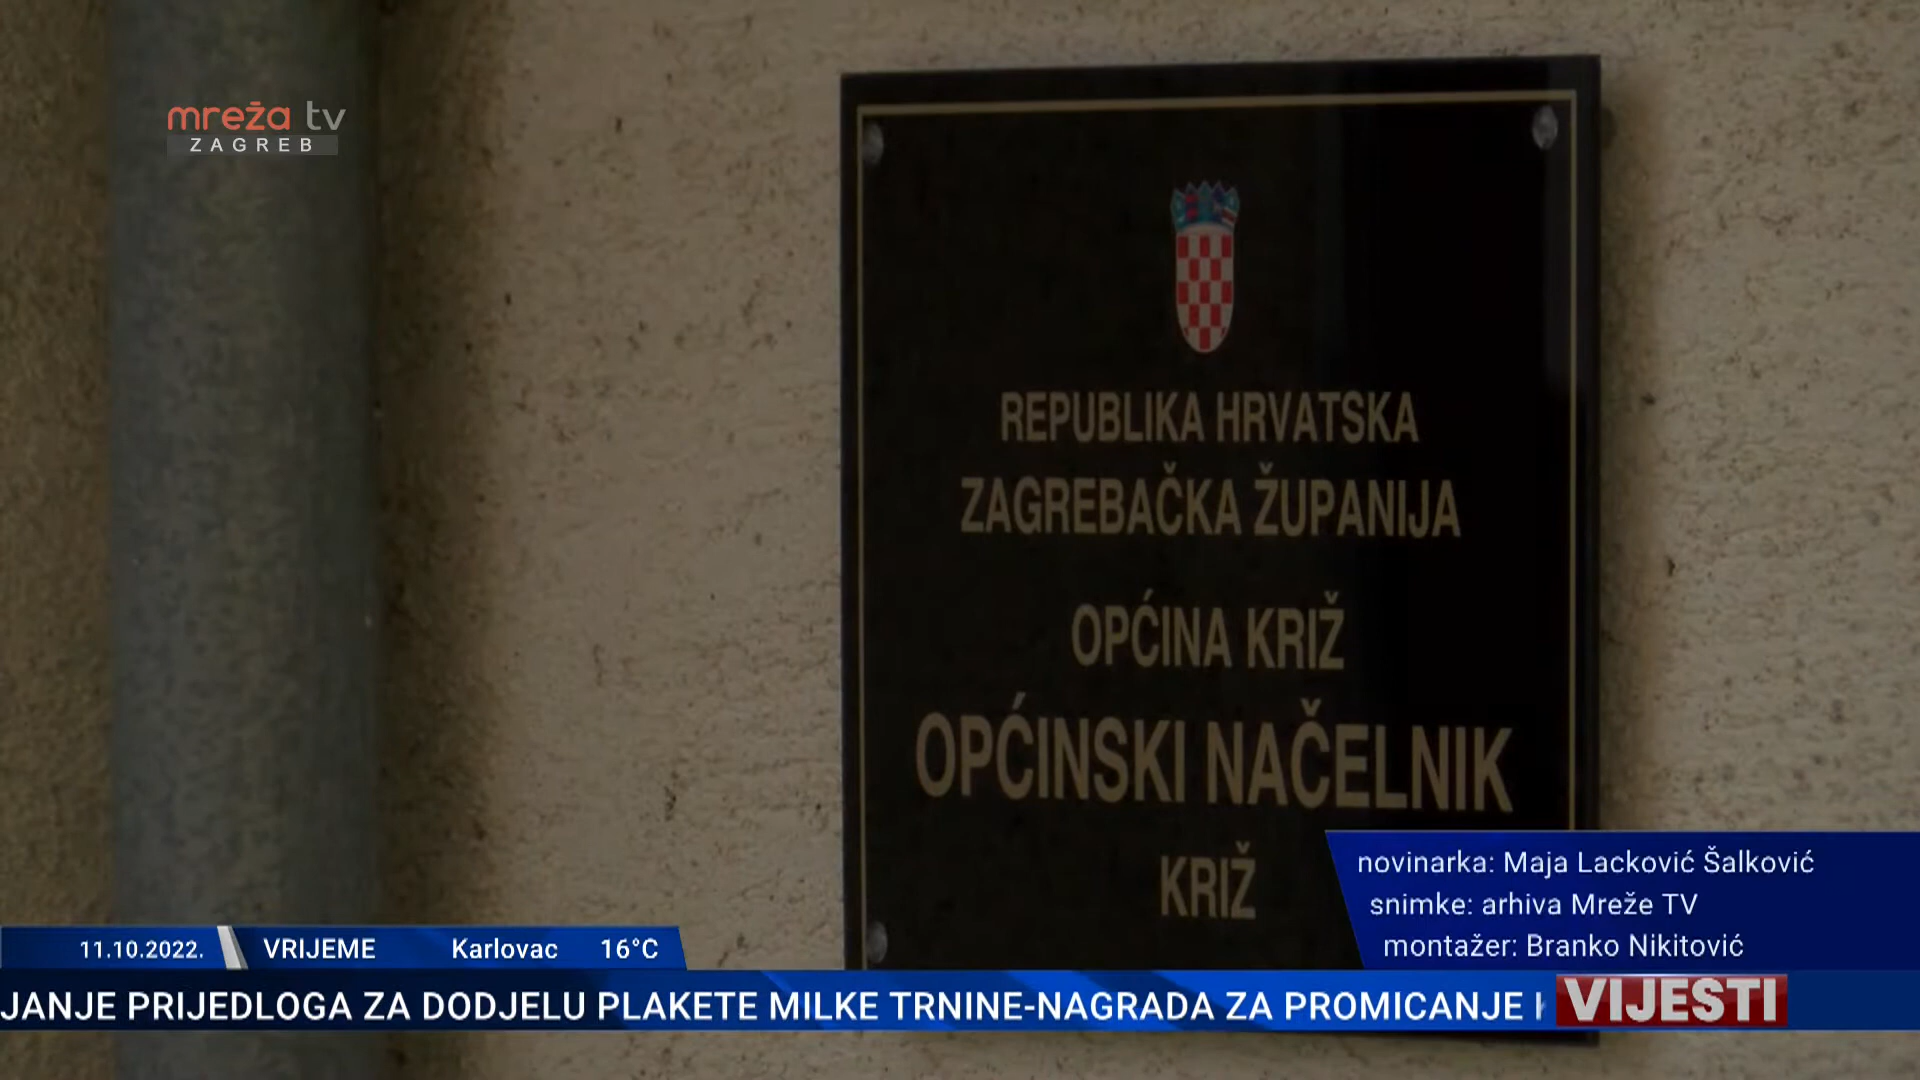 mreža tv
ZAGREB
REPUBLIKA HRVATSKA
ZAGREBAČKA ŽUPANIJA
OPĆINA KRIŽ
OPĆINSKI NAČELNIK
KRIŽ
novinarka: Maja Lacković Šalković
snimke: arhiva Mreže TV
montažer: Branko Nikitović
11.10.2022. VRIJEME Karlovac 16°C
JANJE PRIJEDLOGA ZA DODJELU PLAKETE MILKE TRNINE-NAGRADA ZA PROMICANJE
VIJESTI